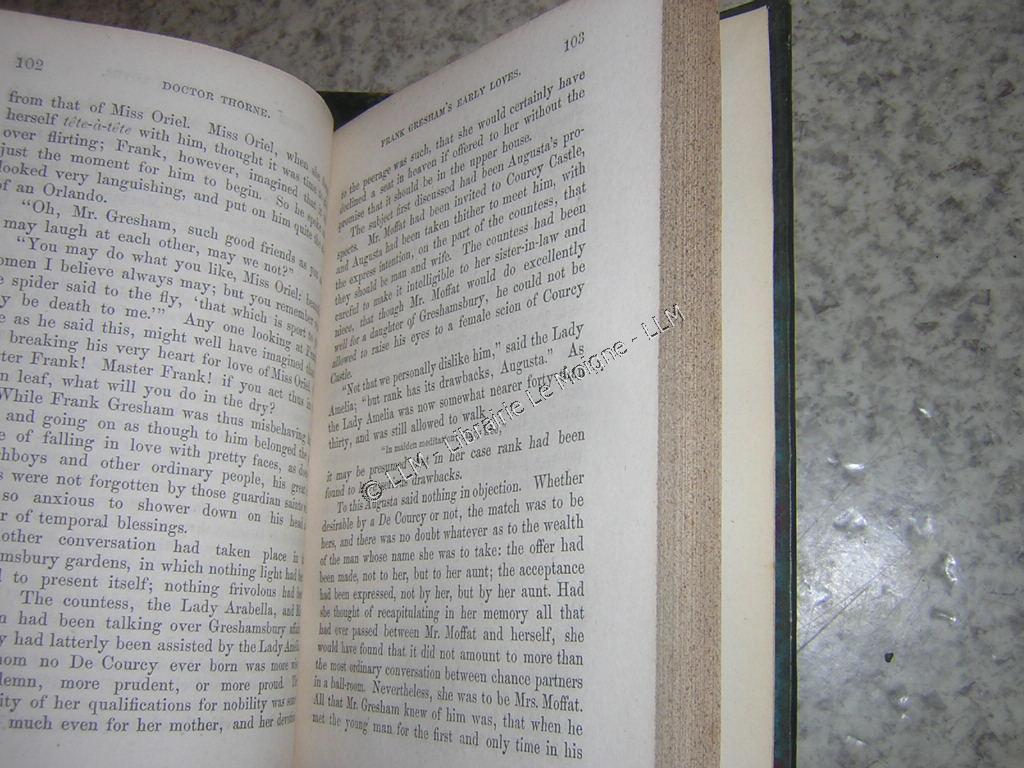 102
DOCTOR THORNE.
from that of Miss Oriel. Miss Oriel, when she
herself tête-à-tête with him, thought it was time
over flirting; Frank, however, imagined that
just the moment for him to begin. So he spoke
looked very languishing, and put on him quite the
of an Orlando.
"Oh, Mr. Gresham, such good friends as you
may laugh at each other, may we not?"
"You may do what you like, Miss Oriel:
omen I believe always may; but you remember
e spider said to the fly, 'that which is sport to
y be death to me.'" Any one looking at
e as he said this, might well have imagined
breaking his very heart for love of Miss Oriel.
ster Frank! Master Frank! if you act thus in
n leaf, what will you do in the dry?
While Frank Gresham was thus misbehaving
and going on as though to him belonged the
e of falling in love with pretty faces, as
hboys and other ordinary people, his great
s were not forgotten by those guardian saints
so anxious to shower down on his head
r of temporal blessings.
other conversation had taken place in
msbury gardens, in which nothing light had
d to present itself; nothing frivolous had
The countess, the Lady Arabella, and
n had been talking over Greshamsbury
y had latterly been assisted by the Lady
hom no De Courcy ever born was more
lemn, more prudent, or more proud.
ity of her qualifications for nobility was
much even for her mother, and her
103
FRANK GRESHAM'S EARLY LOVES.
to the peerage was such, that she would certainly have
declined a seat in heaven if offered to her without the
promise that it should be in the upper house.
The subject first discussed had been Augusta's pro-
spects. Mr. Moffat had been invited to Courcy Castle,
and Augusta had been taken thither to meet him, with
the express intention, on the part of the countess, that
they should be man and wife. The countess had been
careful to make it intelligible to her sister-in-law and
niece, that though Mr. Moffat would do excellently
well for a daughter of Greshamsbury, he could not be
allowed to raise his eyes to a female scion of Courcy
Castle.
"Not that we personally dislike him," said the Lady
Amelia; "but rank has its drawbacks, Augusta." As
the Lady Amelia was now somewhat nearer forty than
thirty, and was still allowed to walk,
"In maiden meditation
it may be presumed in her case rank had been
found to drawbacks.
To this Augusta said nothing in objection. Whether
desirable by a De Courcy or not, the match was to be
hers, and there was no doubt whatever as to the wealth
of the man whose name she was to take: the offer had
been made, not to her, but to her aunt; the acceptance
had been expressed, not by her, but by her aunt. Had
she thought of recapitulating in her memory all that
had ever passed between Mr. Moffat and herself, she
would have found that it did not amount to more than
the most ordinary conversation between chance partners
in a ball-room. Nevertheless, she was to be Mrs. Moffat.
All that Mr. Gresham knew of him was, that when he
met the young man for the first and only time in his
© LLM - Librairie Le Moigne - LLM